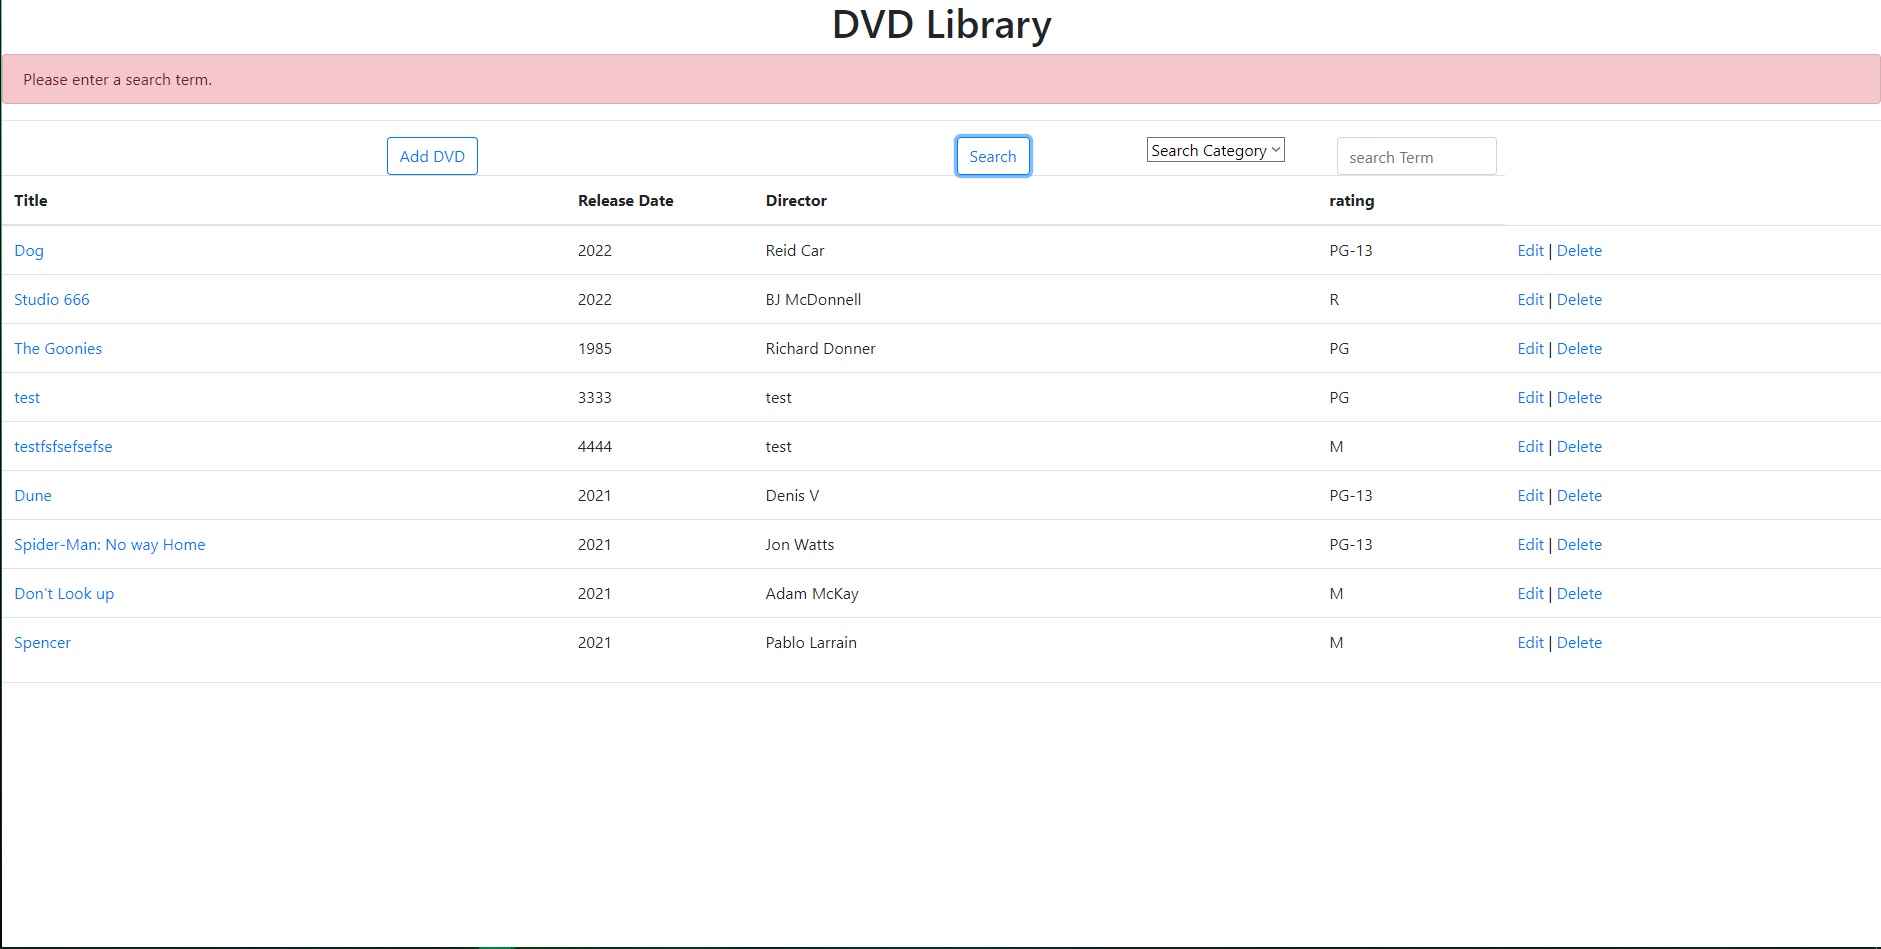 DVD Library
Please enter a search term.
Add DVD Search Search Category search Term
Title Release Date Director rating
Dog 2022 Reid Car PG-13 Edit | Delete
Studio 666 2022 BJ McDonnell R Edit | Delete
The Goonies 1985 Richard Donner PG Edit | Delete
test 3333 test PG Edit | Delete
testfsfsefsefse 4444 test M Edit | Delete
Dune 2021 Denis V PG-13 Edit | Delete
Spider-Man: No way Home 2021 Jon Watts PG-13 Edit | Delete
Don't Look up 2021 Adam McKay M Edit | Delete
Spencer 2021 Pablo Larrain M Edit | Delete